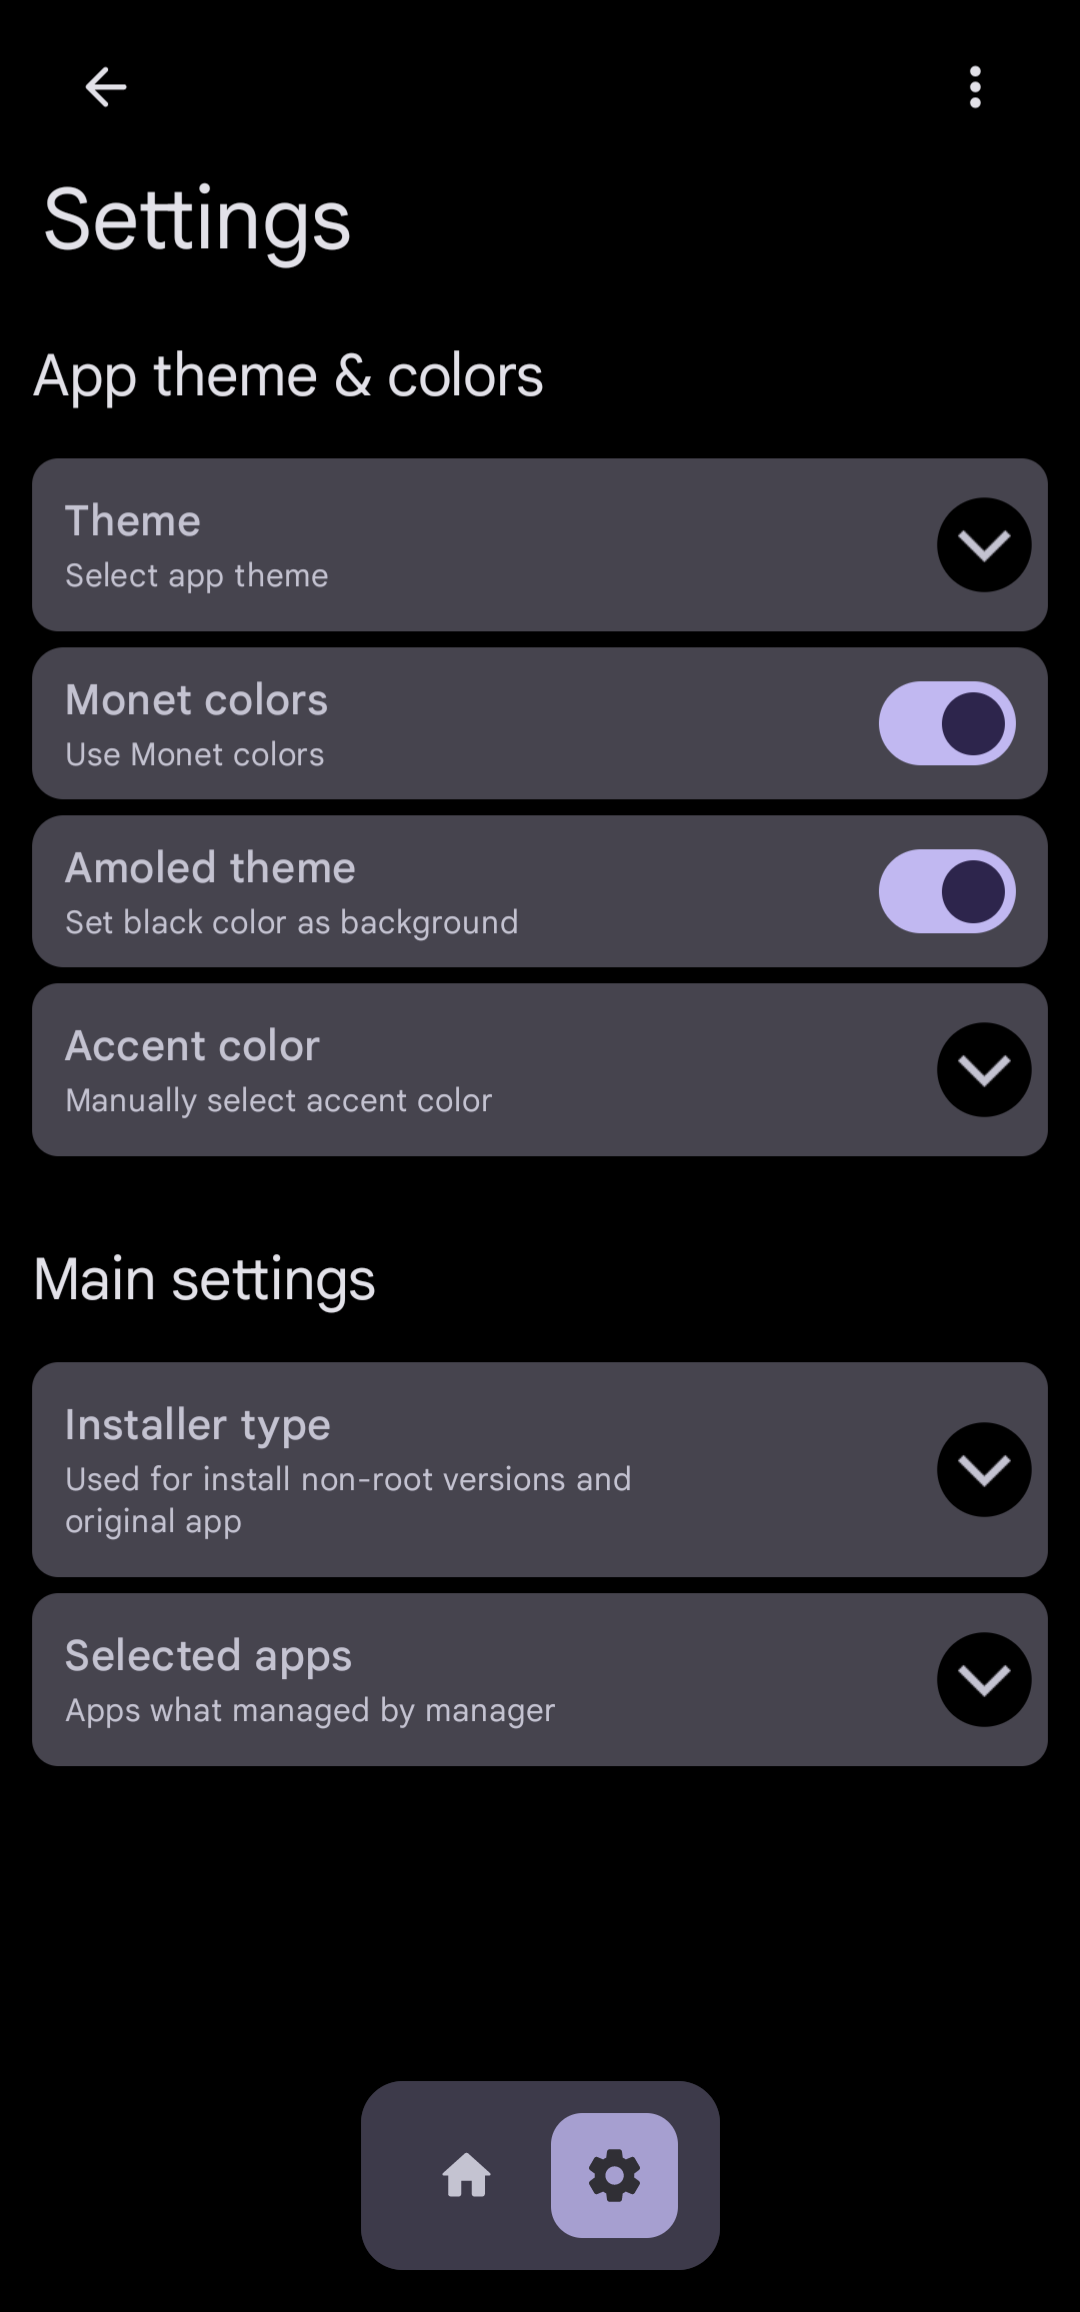 Settings
App theme & colors
Theme
Select app theme
Monet colors
Use Monet colors
Amoled theme
Set black color as background
Accent color
Manually select accent color
Main settings
Installer type
Used for install non-root versions and
original app
Selected apps
Apps what managed by manager